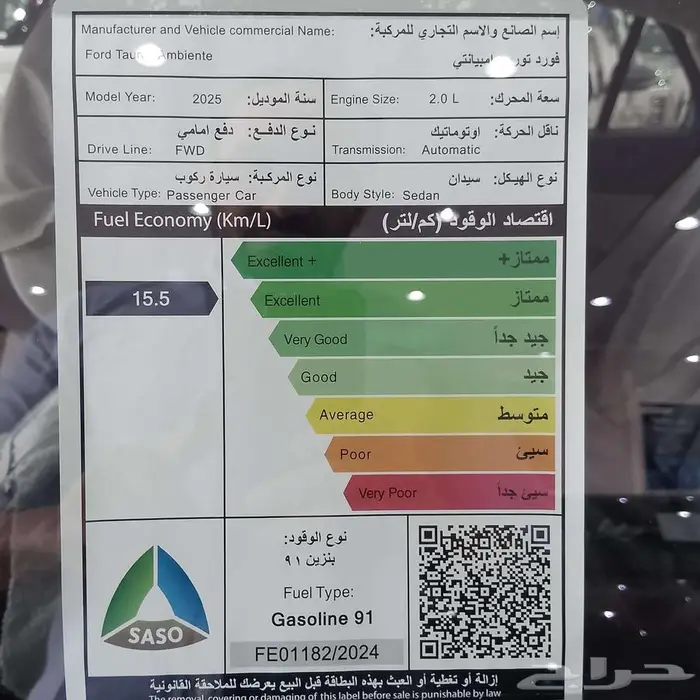 Manufacturer and Vehicle commercial Name: إسم الصانع والاسم التجاري للمركبة:
Ford Ambiente فورد امبيانتي
Model Year: 2025 سنة الموديل:
Engine Size: 2.0 L سعة المحرك:
نوع الدفع: دفع امامي
Drive Line: FWD
ناقل الحركة: اوتوماتيك
Transmission: Automatic
نوع المركبة: سيارة ركوب
Vehicle Type: Passenger Car
نوع الهيكل: سيدان
Body Style: Sedan
Fuel Economy (Km/L) اقتصاد الوقود (كم/لتر)
Excellent + ممتاز+
15.5
Excellent ممتاز
Very Good جيد جداً
Good جيد
Average متوسط
Poor سيئ
Very Poor سيئ جداً
نوع الوقود:
بنزين ٩١
Fuel Type:
Gasoline 91
FE01182/2024
SASO
إزالة أو تغطية أو العبث بهذه البطاقة قبل البيع يعرضك للملاحقة القانونية
The removal, covering or damaging of this label before sale is punishable by law
حراج